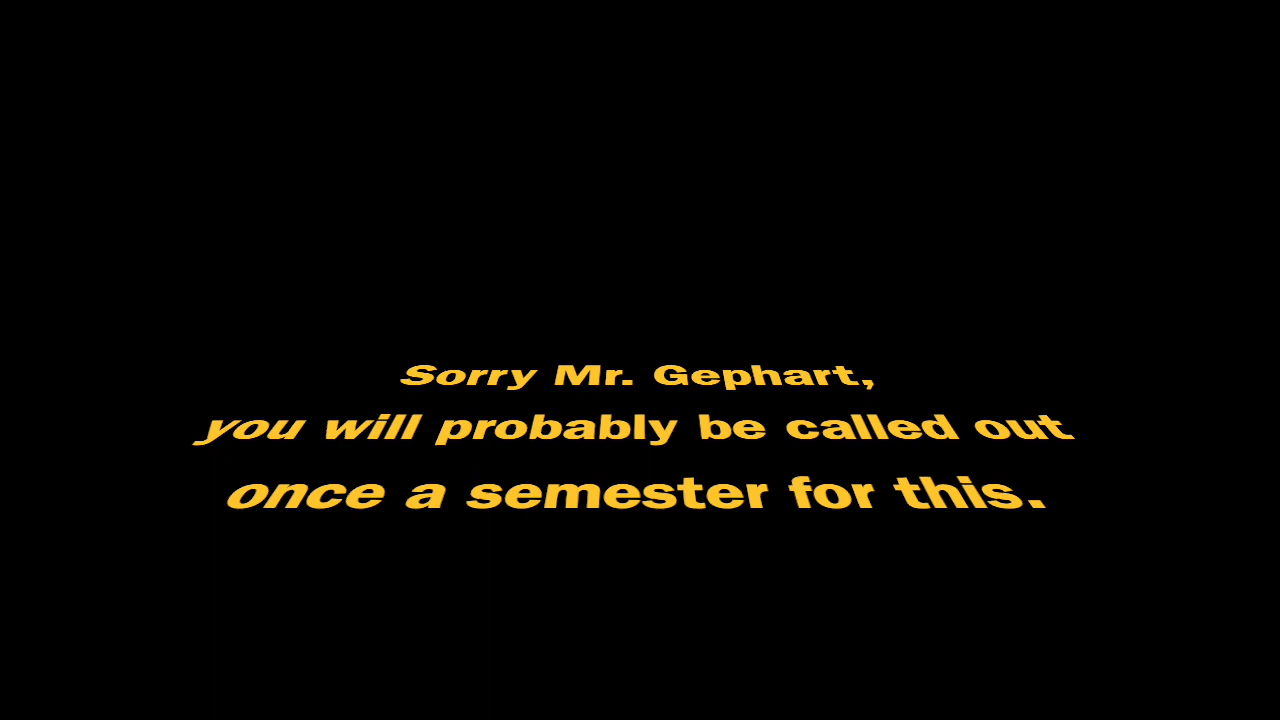 Sorry Mr. Gephart,
you will probably be called out
once a semester for this.